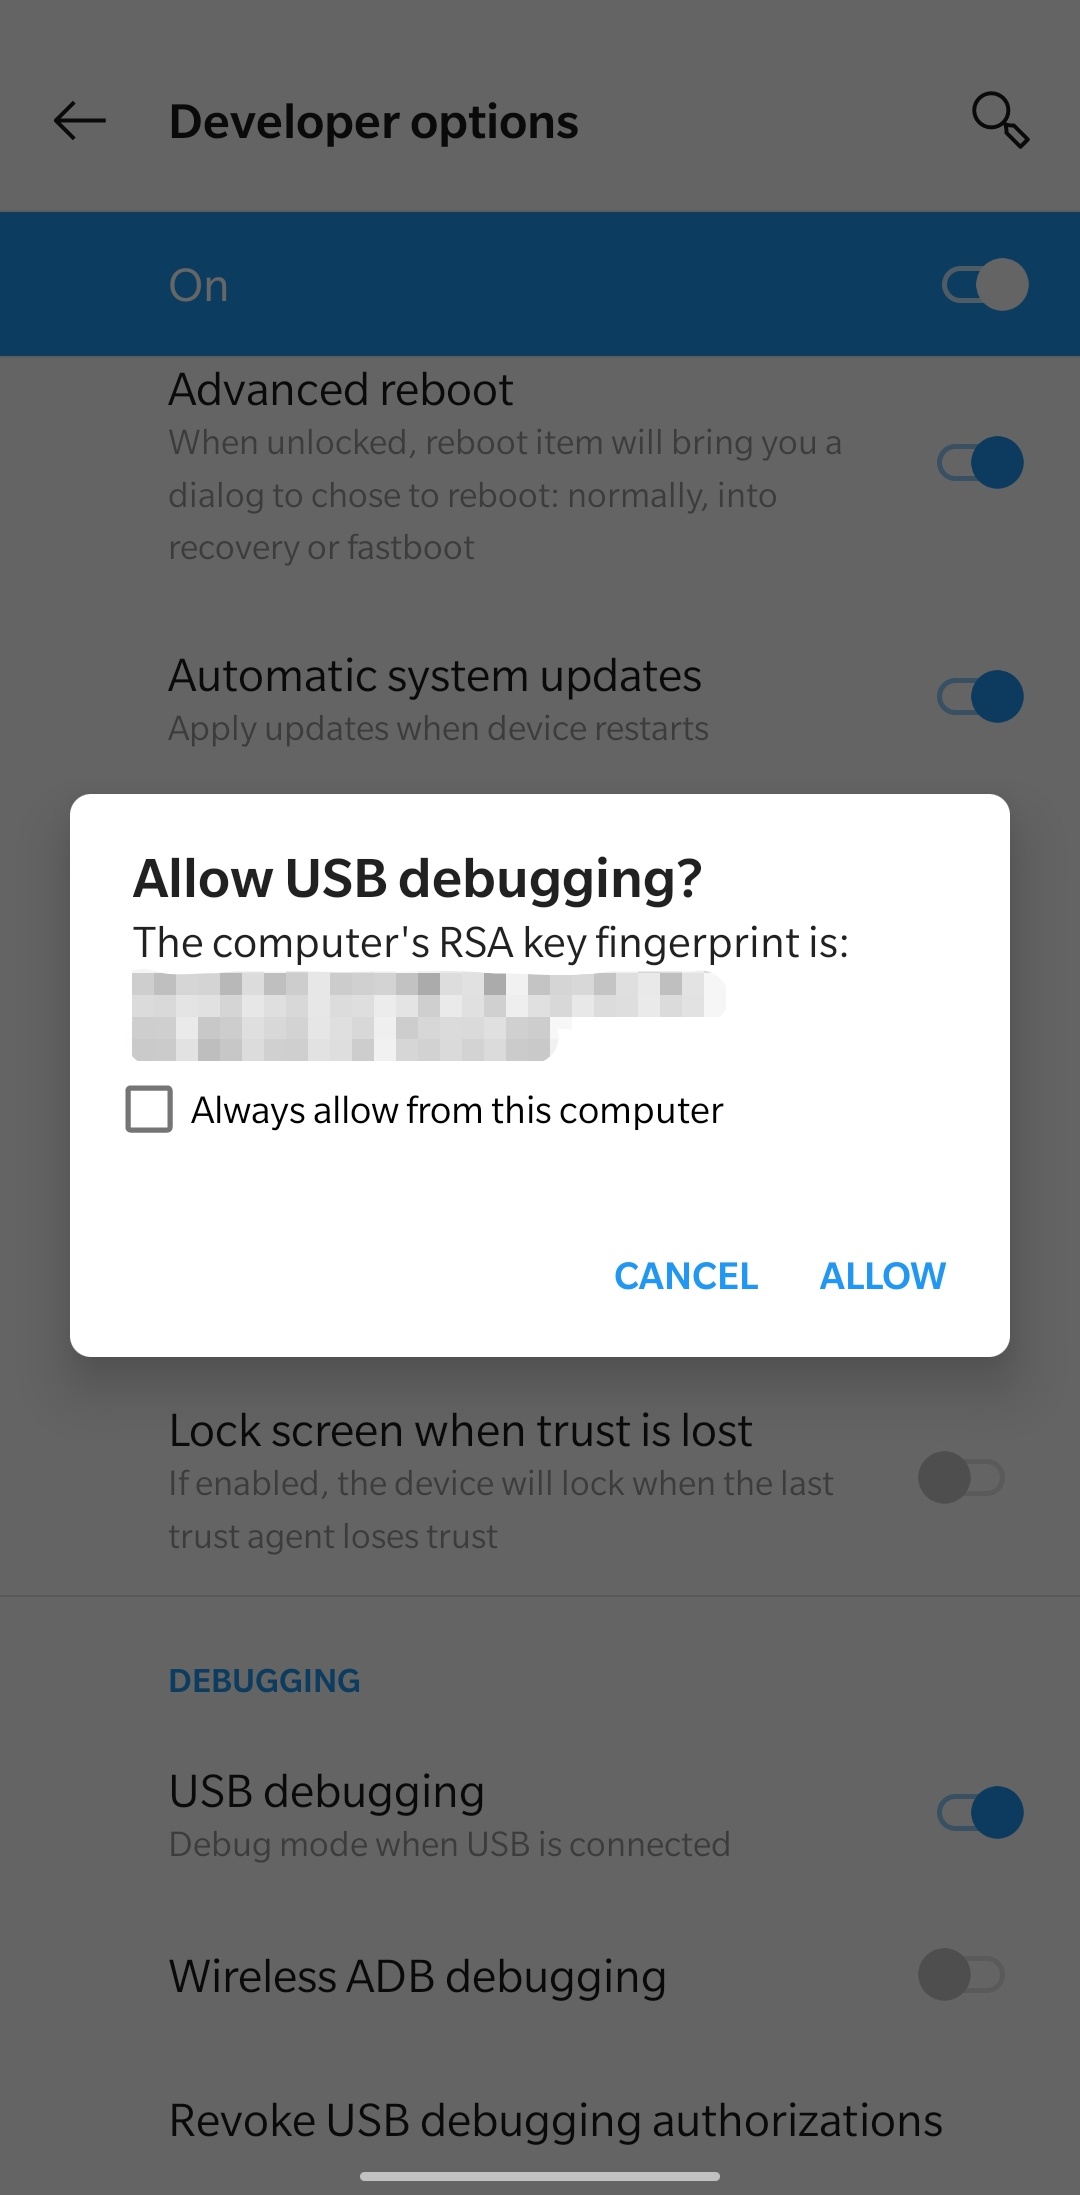 Developer options
On
Advanced reboot
When unlocked, reboot item will bring you a
dialog to chose to reboot: normally, into
recovery or fastboot
Automatic system updates
Apply updates when device restarts
Allow USB debugging?
The computer's RSA key fingerprint is:
Always allow from this computer
CANCEL ALLOW
Lock screen when trust is lost
If enabled, the device will lock when the last
trust agent loses trust
DEBUGGING
USB debugging
Debug mode when USB is connected
Wireless ADB debugging
Revoke USB debugging authorizations